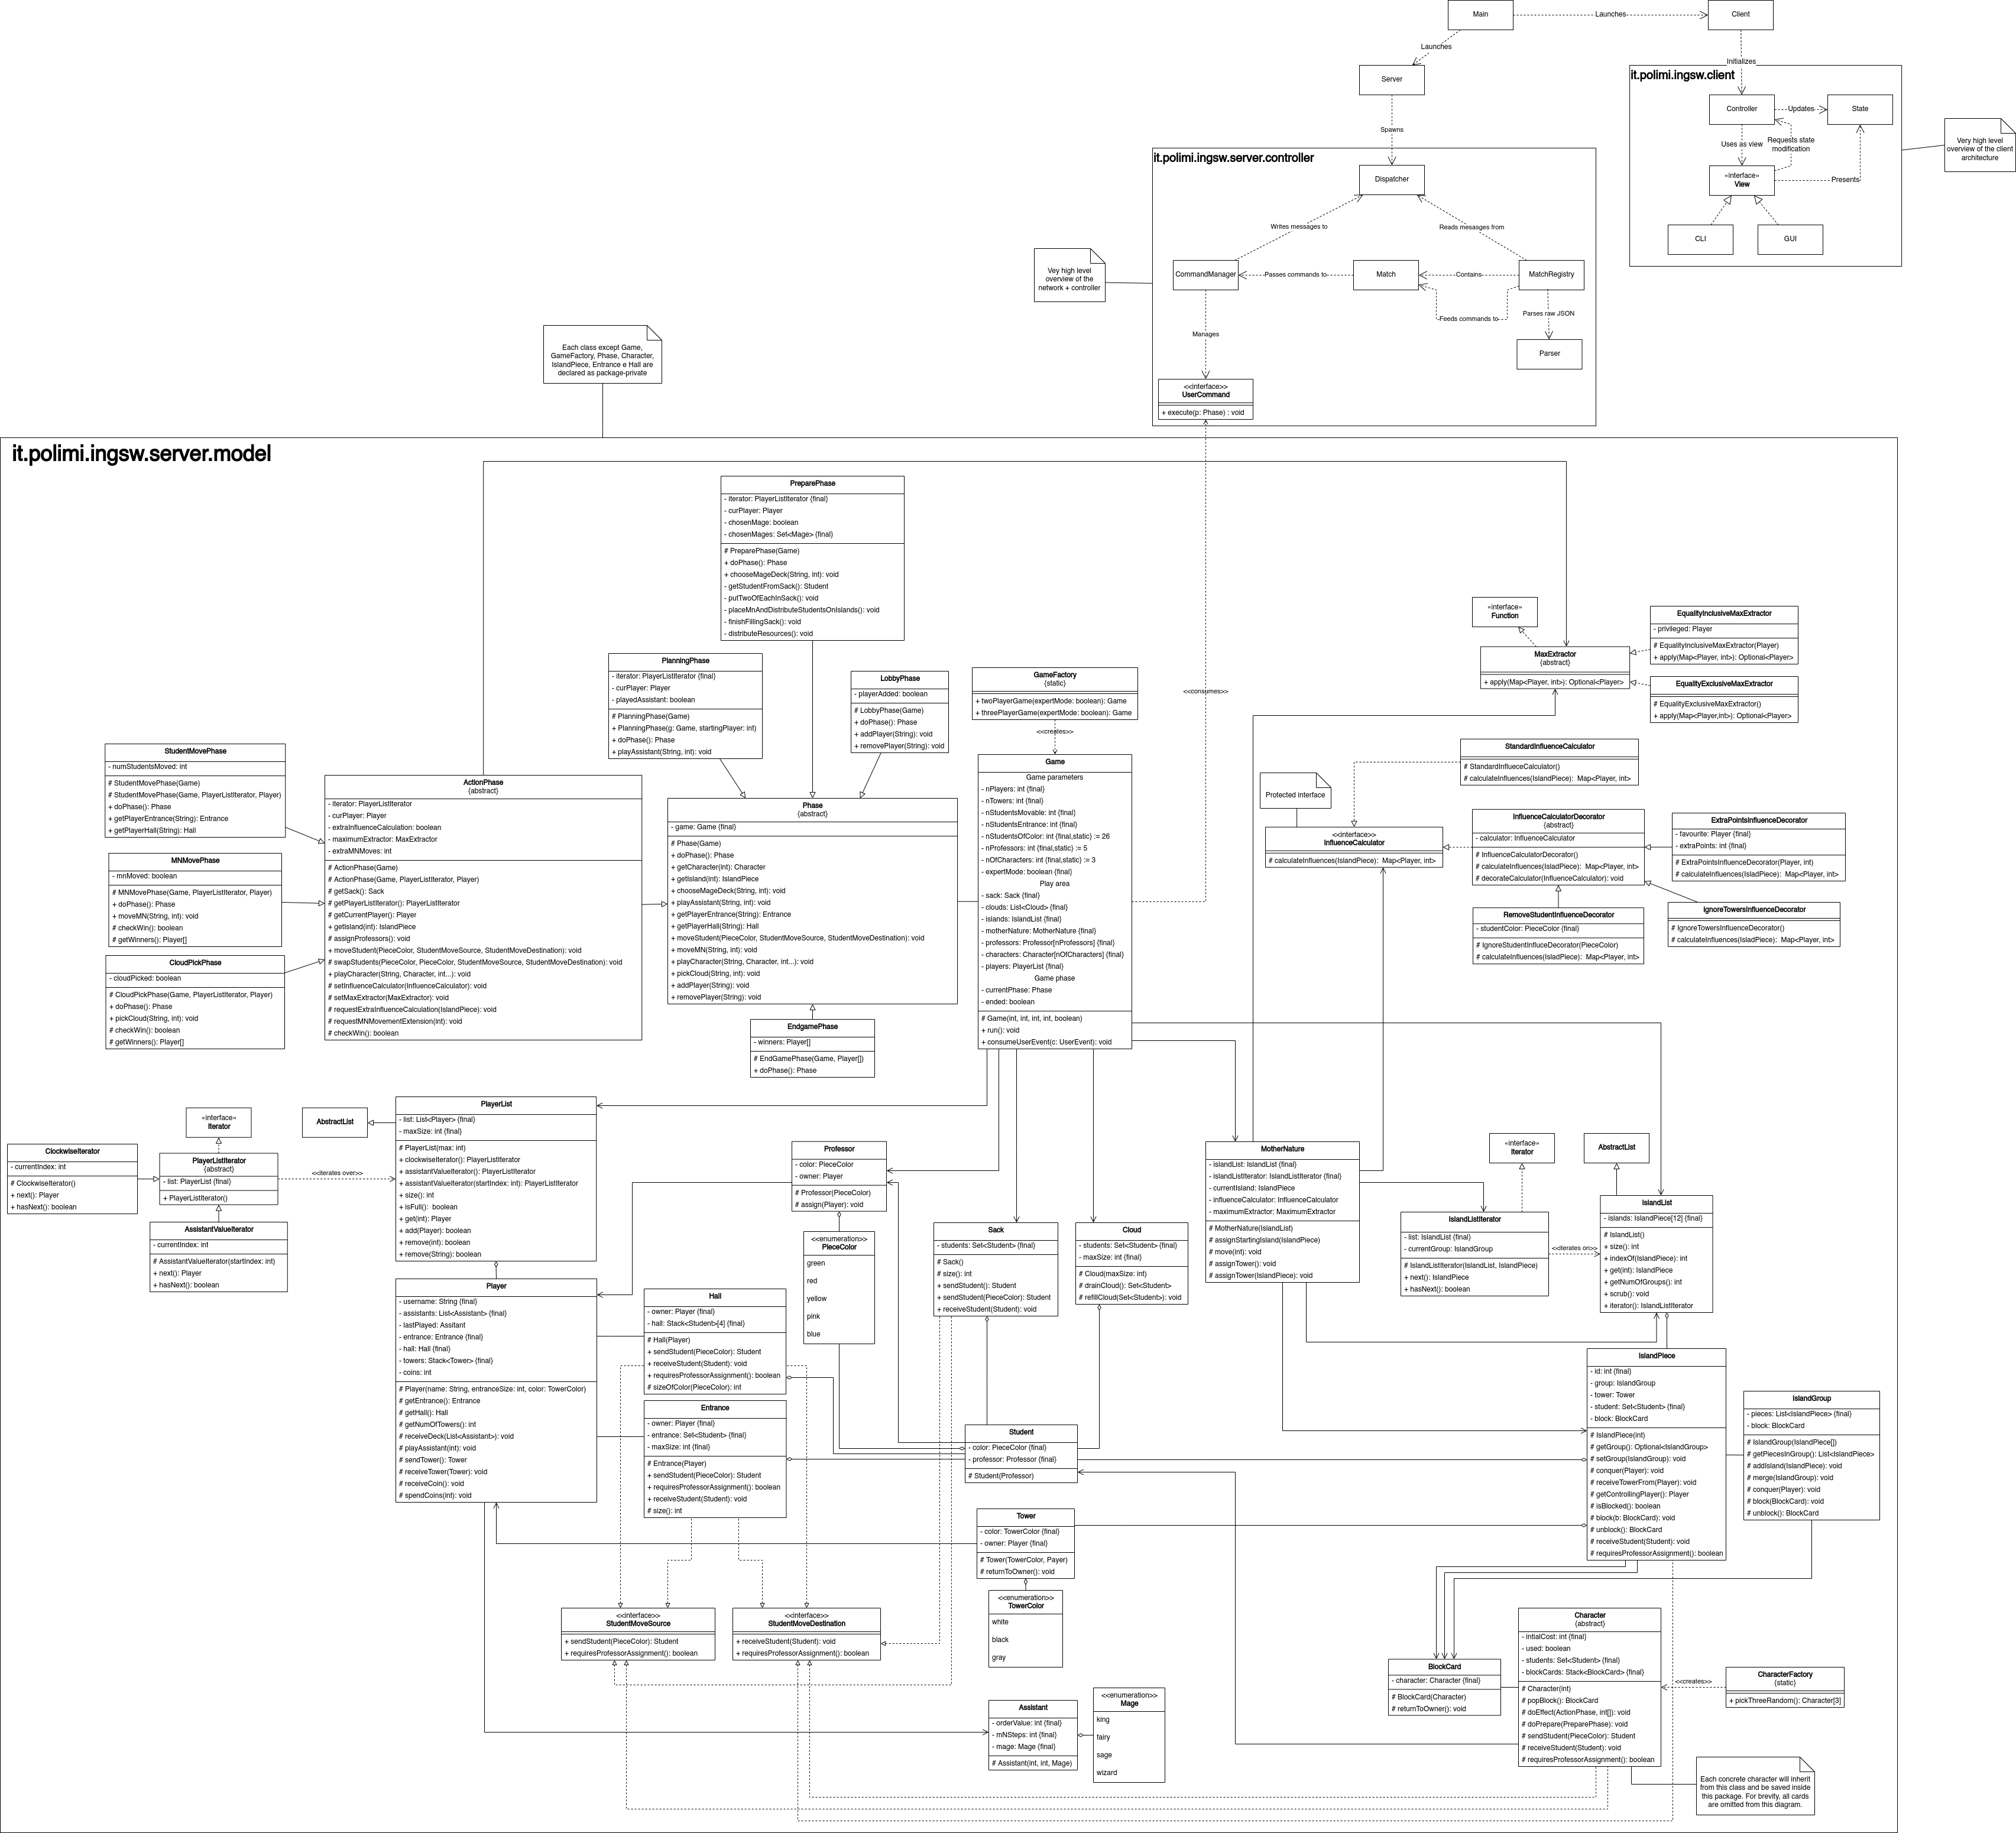 Main
Launches
Client
Launches
Server
Initializes
it.polimi.ingsw.client
Controller
Updates
State
Uses as view
Requests state
modification
«interface»
View
Presents
CLI
GUI
Very high level
overview of the client
architecture
Spawns
it.polimi.ingsw.server.controller
Dispatcher
Writes messages to
Reads mesasges from
CommandManager
Passes commands to
Match
Contains
MatchRegistry
Feeds commands to
Parses raw JSON
Parser
Manages
<<interface>>
UserCommand
+ execute(p: Phase) : void
Vey high level
overview of the
network + controller
Each class except Game,
GameFactory, Phase, Character,
IslandPiece, Entrance e Hall are
declared as package-private
it.polimi.ingsw.server.model
PreparePhase
- iterator: PlayerListIterator {final}
- curPlayer: Player
- chosenMage: boolean
- chosenMages: Set<Mage> {final}
# PreparePhase(Game)
+ doPhase(): Phase
+ chooseMageDeck(String, int): void
- getStudentFromSack(): Student
- putTwoOfEachInSack(): void
- placeMnAndDistributeStudentsOnIslands(): void
- finishFillingSack(): void
- distributeResources(): void
PlanningPhase
- iterator: PlayerListIterator {final}
- curPlayer: Player
- playedAssistant: boolean
# PlanningPhase(Game)
+ PlanningPhase(g: Game, startingPlayer: int)
+ doPhase(): Phase
+ playAssistant(String, int): void
LobbyPhase
- playerAdded: boolean
# LobbyPhase(Game)
+ doPhase(): Phase
+ addPlayer(String): void
+ removePlayer(String): void
GameFactory
{static}
+ twoPlayerGame(expertMode: boolean): Game
+ threePlayerGame(expertMode: boolean): Game
<<creates>>
<<consumes>>
«interface»
Function
MaxExtractor
{abstract}
+ apply(Map<Player, int>): Optional<Player>
EqualityInclusiveMaxExtractor
- privileged: Player
# EqualityInclusiveMaxExtractor(Player)
+ apply(Map<Player, int>): Optional<Player>
EqualityExclusiveMaxExtractor
# EqualityExclusiveMaxExtractor()
+ apply(Map<Player,int>): Optional<Player>
StudentMovePhase
- numStudentsMoved: int
# StudentMovePhase(Game)
# StudentMovePhase(Game, PlayerListIterator, Player)
+ doPhase(): Phase
+ getPlayerEntrance(String): Entrance
+ getPlayerHall(String): Hall
MNMovePhase
- mnMoved: boolean
# MNMovePhase(Game, PlayerListIterator, Player)
+ doPhase(): Phase
+ moveMN(String, int): void
# checkWin(): boolean
# getWinners(): Player[]
CloudPickPhase
- cloudPicked: boolean
# CloudPickPhase(Game, PlayerListIterator, Player)
+ doPhase(): Phase
+ pickCloud(String, int): void
# checkWin(): boolean
# getWinners(): Player[]
ActionPhase
{abstract}
- iterator: PlayerListIterator
- curPlayer: Player
- extraInfluenceCalculation: boolean
- maximumExtractor: MaxExtractor
- extraMNMoves: int
# ActionPhase(Game)
# ActionPhase(Game, PlayerListIterator, Player)
# getSack(): Sack
# getPlayerListIterator(): PlayerListIterator
# getCurrentPlayer(): Player
+ getIsland(int): IslandPiece
# assignProfessors(): void
+ moveStudent(PieceColor, StudentMoveSource, StudentMoveDestination): void
# swapStudents(PieceColor, PieceColor, StudentMoveSource, StudentMoveDestination): void
+ playCharacter(String, Character, int...): void
# setInfluenceCalculator(InfluenceCalculator): void
# setMaxExtractor(MaxExtractor): void
# requestExtraInfluenceCalculation(IslandPiece): void
# requestMNMovementExtension(int): void
# checkWin(): boolean
Phase
{abstract}
- game: Game {final}
# Phase(Game)
+ doPhase(): Phase
+ getCharacter(int): Character
+ getIsland(int): IslandPiece
+ chooseMageDeck(String, int): void
+ playAssistant(String, int): void
+ getPlayerEntrance(String): Entrance
+ getPlayerHall(String): Hall
+ moveStudent(PieceColor, StudentMoveSource, StudentMoveDestination): void
+ moveMN(String, int): void
+ playCharacter(String, Character, int...): void
+ pickCloud(String, int): void
+ addPlayer(String): void
+ removePlayer(String): void
EndgamePhase
- winners: Player[]
# EndGamePhase(Game, Player[])
+ doPhase(): Phase
Game
Game parameters
- nPlayers: int {final}
- nTowers: int {final}
- nStudentsMovable: int {final}
- nStudentsEntrance: int {final}
- nStudentsOfColor: int {final,static} := 26
- nProfessors: int {final,static} := 5
- nOfCharacters: int {final,static} := 3
- expertMode: boolean {final}
Play area
- sack: Sack {final}
- clouds: List<Cloud> {final}
- islands: IslandList {final}
- motherNature: MotherNature {final}
- professors: Professor[nProfessors] {final}
- characters: Character[nOfCharacters] {final}
- players: PlayerList {final}
Game phase
- currentPhase: Phase
- ended: boolean
# Game(int, int, int, int, boolean)
+ run(): void
+ consumeUserEvent(c: UserEvent): void
Protected interface
<<interface>>
InfluenceCalculator
# calculateInfluences(IslandPiece): Map<Player, int>
StandardInfluenceCalculator
# StandardInflueceCalculator()
# calculateInfluences(IslandPiece): Map<Player, int>
InfluenceCalculatorDecorator
{abstract}
- calculator: InfluenceCalculator
# InfluenceCalculatorDecorator()
# calculateInfluences(IsladPiece): Map<Player, int>
# decorateCalculator(InfluenceCalculator): void
ExtraPointsInfluenceDecorator
- favourite: Player {final}
- extraPoints: int {final}
# ExtraPointsInfluenceDecorator(Player, int)
# calculateInfluences(IsladPiece): Map<Player, int>
RemoveStudentInfluenceDecorator
- studentColor: PieceColor {final}
# IgnoreStudentInfluceDecorator(PieceColor)
# calculateInfluences(IsladPiece): Map<Player, int>
IgnoreTowersInfluenceDecorator
# IgnoreTowersInfluenceDecorator()
# calculateInfluences(IsladPiece): Map<Player, int>
ClockwiseIterator
- currentIndex: int
# ClockwiseIterator()
+ next(): Player
+ hasNext(): boolean
«interface»
Iterator
PlayerListIterator
{abstract}
- list: PlayerList {final}
+ PlayerListIterator()
AssistantValueIterator
- currentIndex: int
# AssistantValueIterator(startIndex: int)
+ next(): Player
+ hasNext(): boolean
<<iterates over>>
AbstractList
PlayerList
- list: List<Player> {final}
- maxSize: int {final}
# PlayerList(max: int)
+ clockwiseIterator(): PlayerListIterator
+ assistantValueIterator(): PlayerListIterator
+ assistantValueIterator(startIndex: int): PlayerListIterator
+ size(): int
+ isFull(): boolean
+ get(int): Player
+ add(Player): boolean
+ remove(int): boolean
+ remove(String): boolean
Player
- username: String {final}
- assistants: List<Assistant> {final}
- lastPlayed: Assitant
- entrance: Entrance {final}
- hall: Hall {final}
- towers: Stack<Tower> {final}
- coins: int
# Player(name: String, entranceSize: int, color: TowerColor)
# getEntrance(): Entrance
# getHall(): Hall
# getNumOfTowers(): int
# receiveDeck(List<Assistant>): void
# playAssistant(int): void
# sendTower(): Tower
# receiveTower(Tower): void
# receiveCoin(): void
# spendCoins(int): void
Professor
- color: PieceColor
- owner: Player
# Professor(PieceColor)
# assign(Player): void
<<enumeration>>
PieceColor
green
red
yellow
pink
blue
Hall
- owner: Player {final}
- hall: Stack<Student>[4] {final}
# Hall(Player)
+ sendStudent(PieceColor): Student
+ receiveStudent(Student): void
+ requiresProfessorAssignment(): boolean
# sizeOfColor(PieceColor): int
Entrance
- owner: Player {final}
- entrance: Set<Student> {final}
- maxSize: int {final}
# Entrance(Player)
+ sendStudent(PieceColor): Student
+ requiresProfessorAssignment(): boolean
+ receiveStudent(Student): void
# size(): int
Sack
- students: Set<Student> {final}
# Sack()
# size(): int
+ sendStudent(): Student
+ sendStudent(PieceColor): Student
+ receiveStudent(Student): void
Cloud
- students: Set<Student> {final}
- maxSize: int {final}
# Cloud(maxSize: int)
# drainCloud(): Set<Student>
# refillCloud(Set<Student>): void
MotherNature
- islandList: IslandList {final}
- islandListIterator: IslandListIterator {final}
- currentIsland: IslandPiece
- influenceCalculator: InfluenceCalculator
- maximumExtractor: MaximumExtractor
# MotherNature(IslandList)
# assignStartingIsland(IslandPiece)
# move(int): void
# assignTower(): void
# assignTower(IslandPiece): void
«interface»
Iterator
AbstractList
IslandListIterator
- list: IslandList {final}
- currentGroup: IslandGroup
# IslandListIterator(IslandList, IslandPiece)
+ next(): IslandPiece
+ hasNext(): boolean
<<iterates on>>
IslandList
- islands: IslandPiece[12] {final}
# IslandList()
+ size(): int
+ indexOf(IslandPiece): int
+ get(int): IslandPiece
+ getNumOfGroups(): int
+ scrub(): void
+ iterator(): IslandListIterator
IslandPiece
- id: int {final}
- group: IslandGroup
- tower: Tower
- student: Set<Student> {final}
- block: BlockCard
# IslandPiece(int)
# getGroup(): Optional<IslandGroup>
# setGroup(IslandGroup): void
# conquer(Player): void
# receiveTowerFrom(Player): void
# getControllingPlayer(): Player
# isBlocked(): boolean
# block(b: BlockCard): void
# unblock(): BlockCard
# receiveStudent(Student): void
# requiresProfessorAssignment(): boolean
IslandGroup
- pieces: List<IslandPiece> {final}
- block: BlockCard
# IslandGroup(IslandPiece[])
# getPiecesInGroup(): List<IslandPiece>
# addIsland(IslandPiece): void
# merge(IslandGroup): void
# conquer(Player): void
# block(BlockCard): void
# unblock(): BlockCard
Student
- color: PieceColor {final}
- professor: Professor {final}
# Student(Professor)
Tower
- color: TowerColor {final}
- owner: Player {final}
# Tower(TowerColor, Payer)
# returnToOwner(): void
<<enumeration>>
TowerColor
white
black
gray
<<interface>>
StudentMoveSource
+ sendStudent(PieceColor): Student
+ requiresProfessorAssignment(): boolean
<<interface>>
StudentMoveDestination
+ receiveStudent(Student): void
+ requiresProfessorAssignment(): boolean
Assistant
- orderValue: int {final}
- mNSteps: int {final}
- mage: Mage {final}
# Assistant(int, int, Mage)
<<enumeration>>
Mage
king
fairy
sage
wizard
BlockCard
- character: Character {final}
# BlockCard(Character)
# returnToOwner(): void
Character
{abstract}
- intialCost: int {final}
- used: boolean
- students: Set<Student> {final}
- blockCards: Stack<BlockCard> {final}
# Character(int)
# popBlock(): BlockCard
# doEffect(ActionPhase, int[]): void
# doPrepare(PreparePhase): void
# sendStudent(PieceColor): Student
# receiveStudent(Student): void
# requiresProfessorAssignment(): boolean
<<creates>>
CharacterFactory
{static}
+ pickThreeRandom(): Character[3]
Each concrete character will inherit
from this class and be saved inside
this package. For brevity, all cards
are omitted from this diagram.